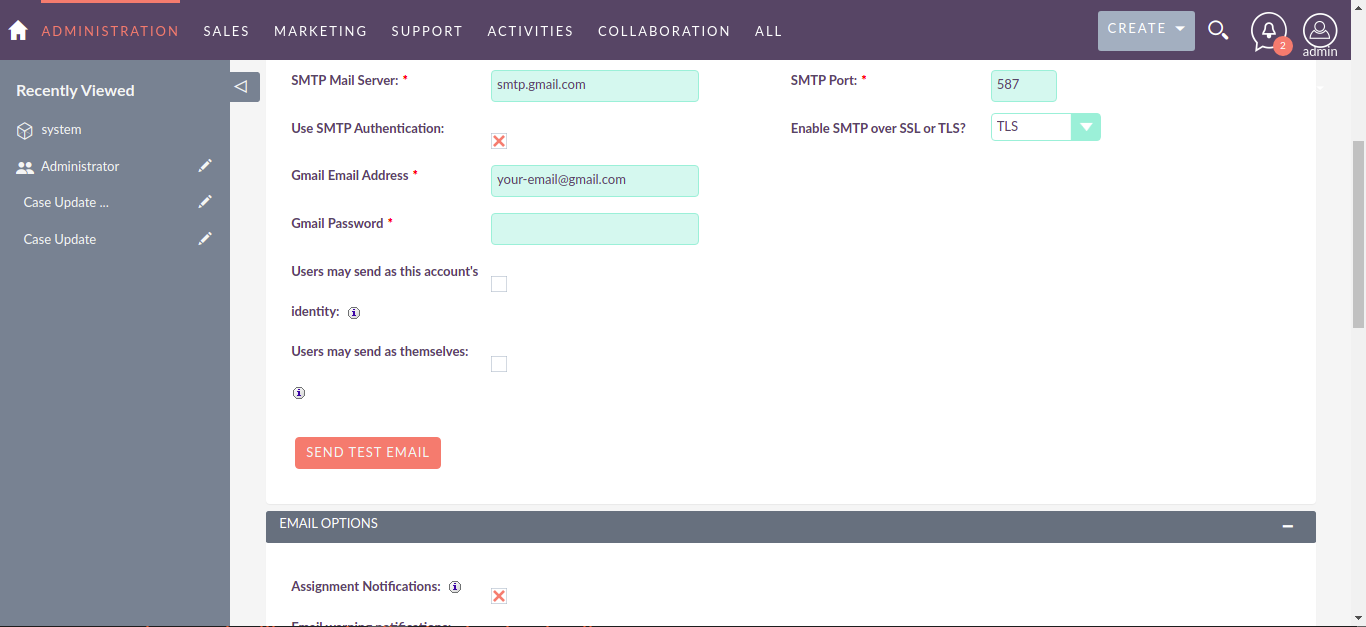 ADMINISTRATION SALES MARKETING SUPPORT ACTIVITIES COLLABORATION ALL CREATE 2 admin
Recently Viewed
system
Administrator
Case Update ...
Case Update
SMTP Mail Server: * smtp.gmail.com SMTP Port: * 587
Use SMTP Authentication: Enable SMTP over SSL or TLS? TLS
Gmail Email Address * your-email@gmail.com
Gmail Password *
Users may send as this account's
identity:
Users may send as themselves:
SEND TEST EMAIL
EMAIL OPTIONS
Assignment Notifications:
Email warning notifications: